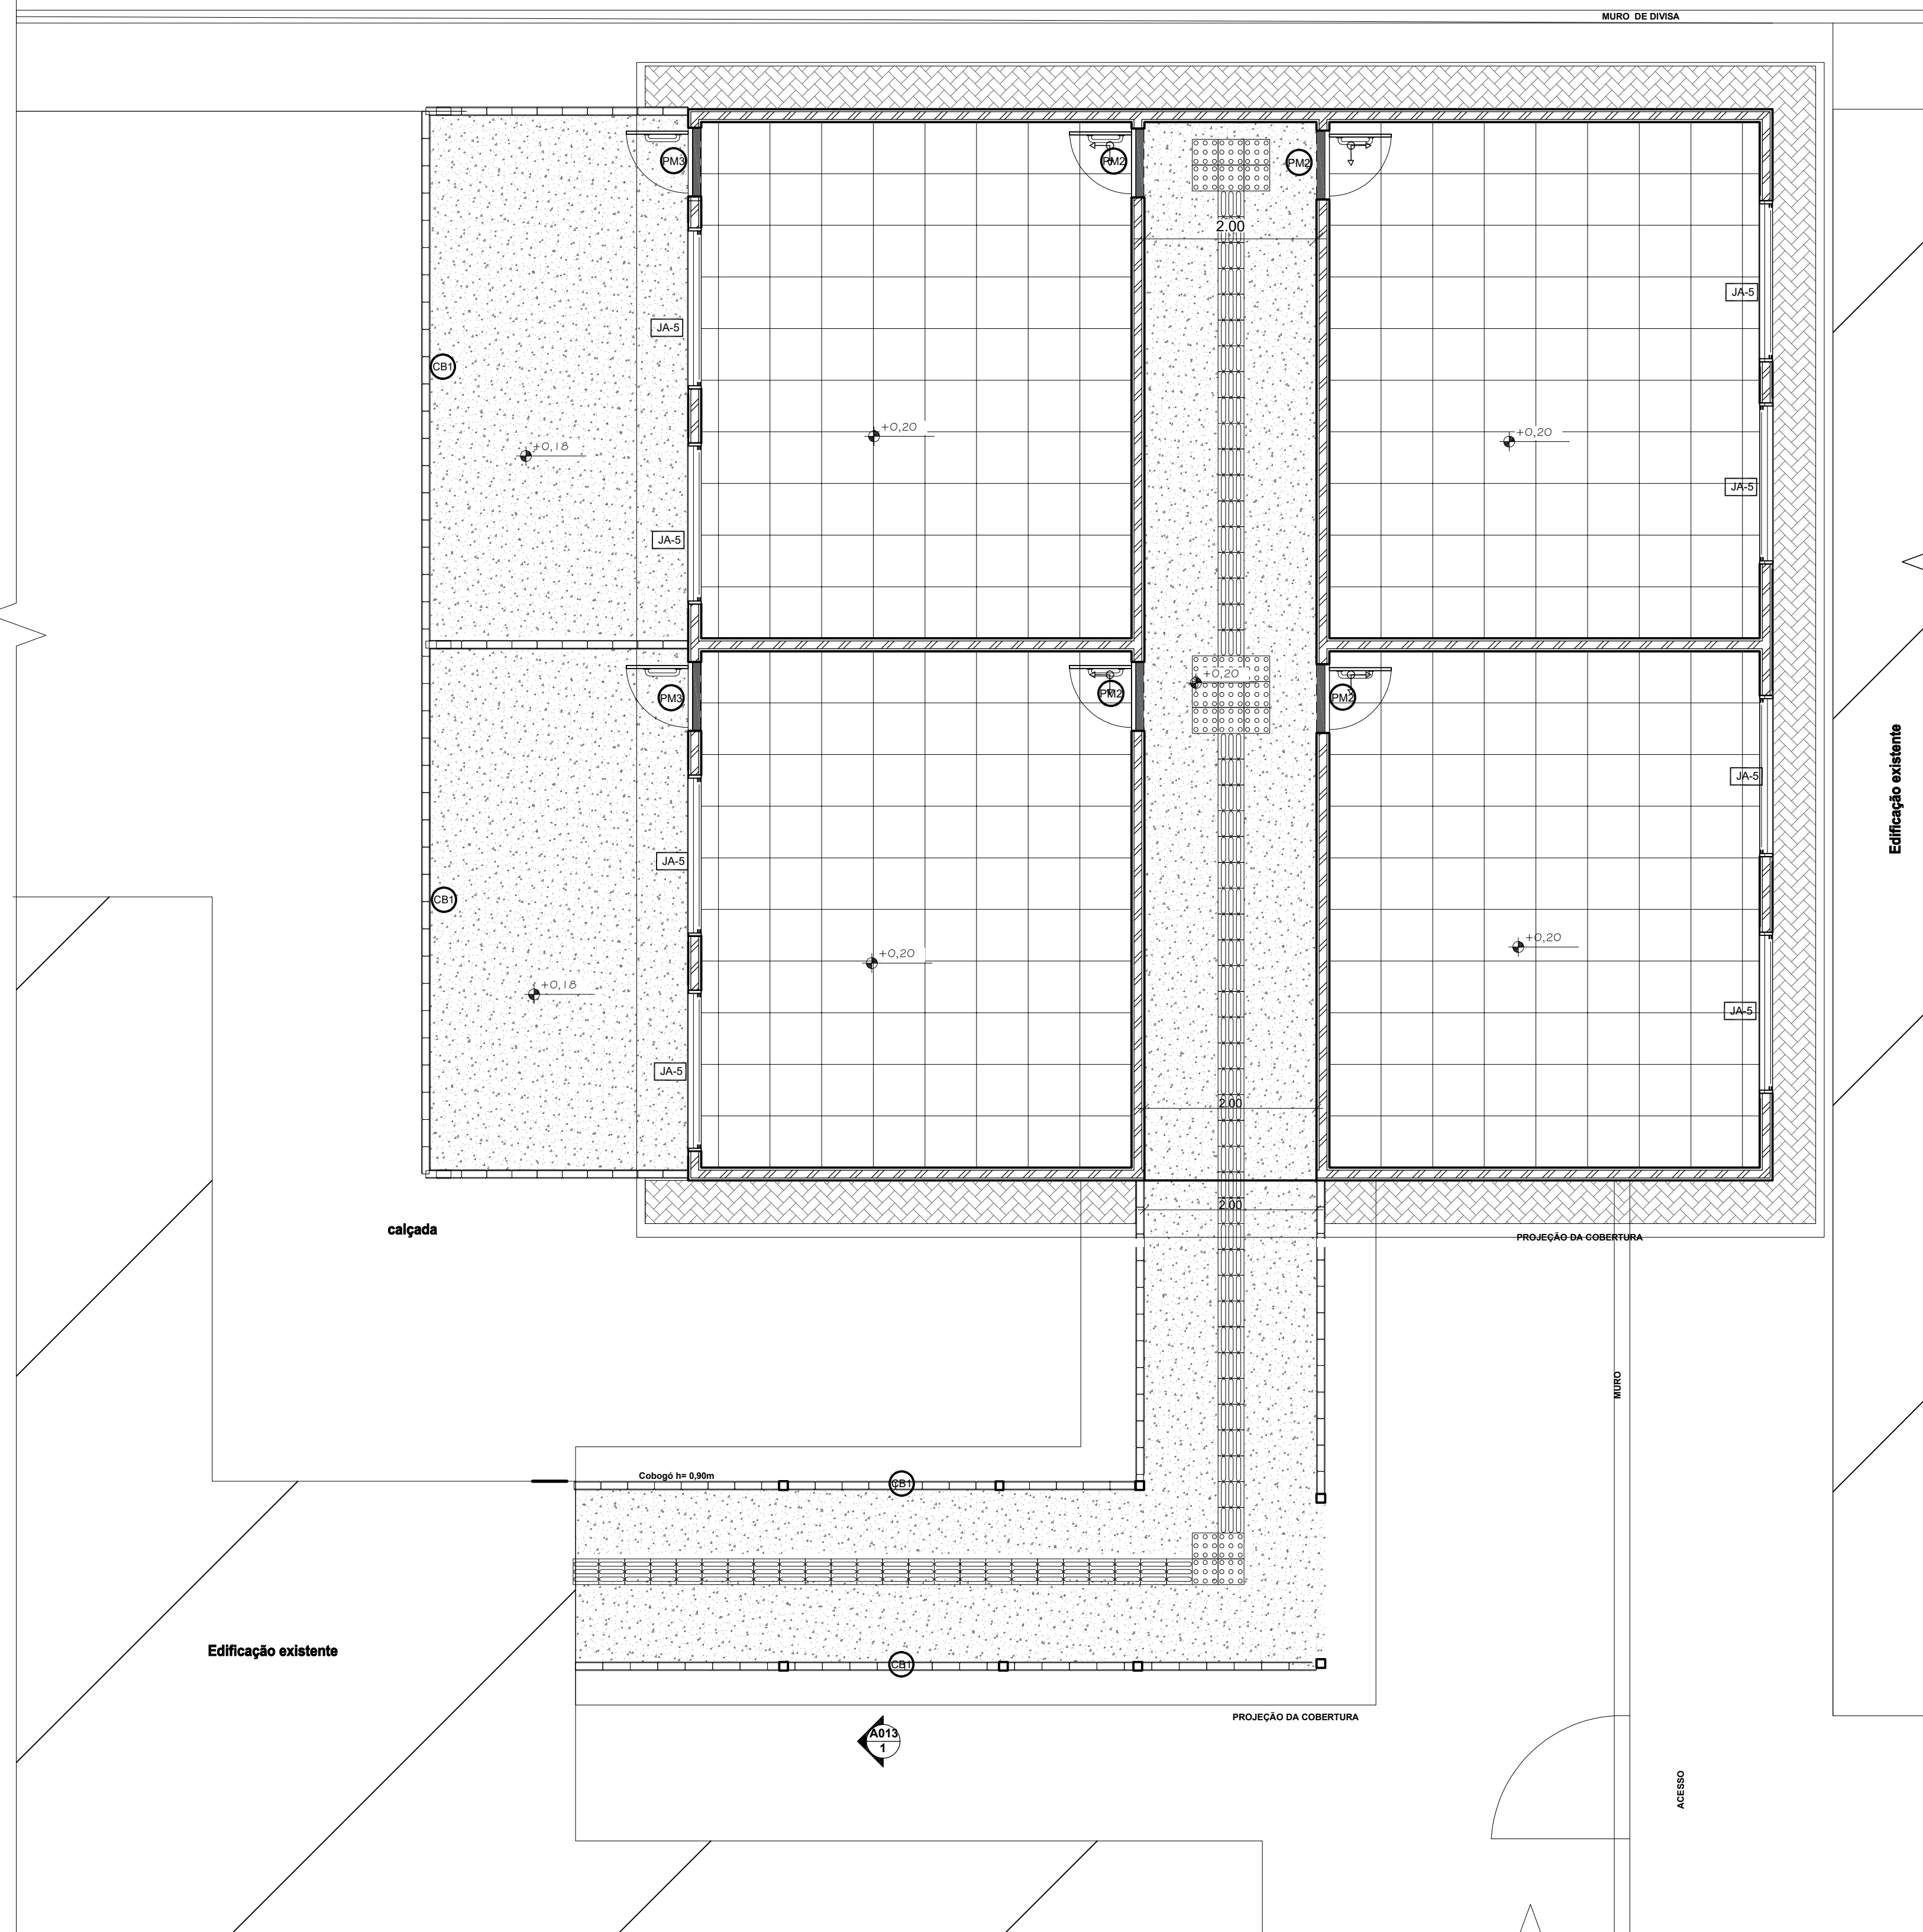 MURO DE DIVISA
PM3
PM2
PM2
2.00
JA-5
JA-5
CB1
+0,20
+0,20
+0,18
JA-5
JA-5
PM3
PM2
+0,20
PM2
JA-5
Edificação existente
JA-5
CB1
+0,20
+0,20
+0,18
JA-5
JA-5
2.00
2.00
calçada
PROJEÇÃO DA COBERTURA
MURO
Cobogó h= 0,90m
CB1
Edificação existente
CB1
PROJEÇÃO DA COBERTURA
A013
1
ACESSO